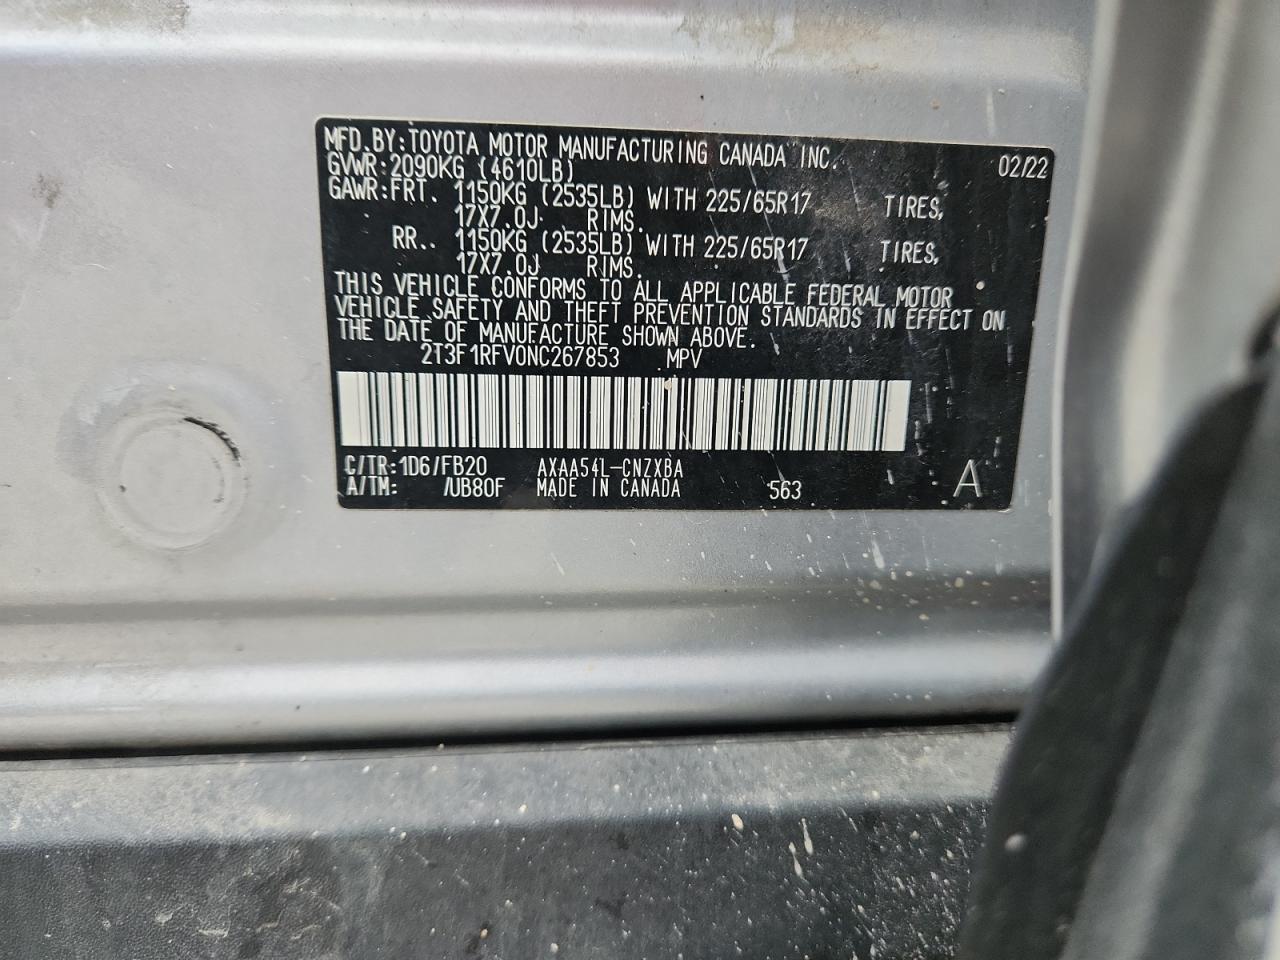 MFD.BY:TOYOTA MOTOR MANUFACTURING CANADA INC. 02/22
GVWR:2090KG (4610LB)
GAWR:FRT. 1150KG (2535LB) WITH 225/65R17 TIRES,
17X7.0J RIMS.
RR.. 1150KG (2535LB) WITH 225/65R17 TIRES,
17X7.0J RIMS.
THIS VEHICLE CONFORMS TO ALL APPLICABLE FEDERAL MOTOR
VEHICLE SAFETY AND THEFT PREVENTION STANDARDS IN EFFECT ON
THE DATE OF MANUFACTURE SHOWN ABOVE.
2T3F1RFV0NC267853 MPV
C/TR:1D6/FB20 AXAA54L-CNZXBA
A/TM: /UB80F MADE IN CANADA 563 A